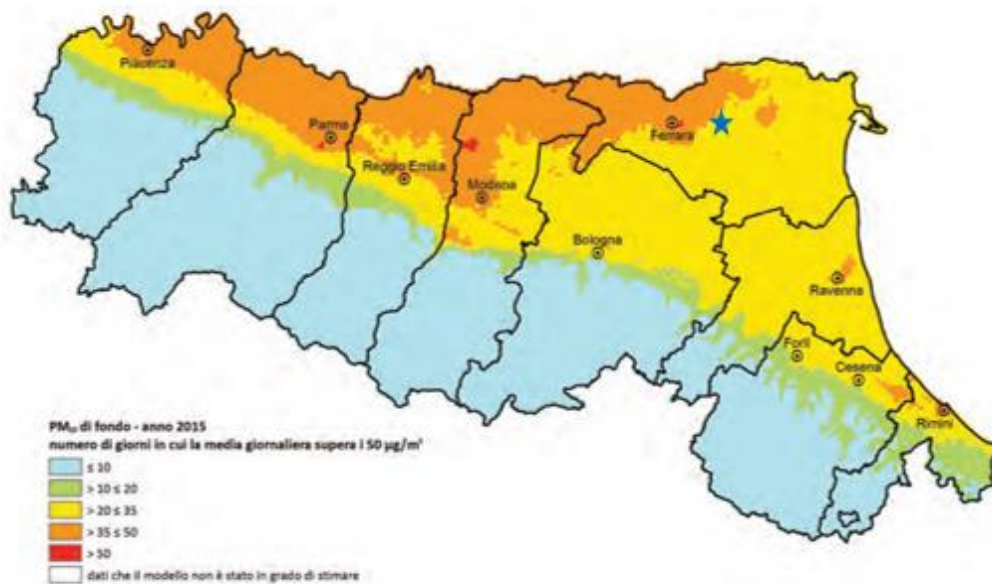 Piacenza
Parma
Reggio Emilia
Modena
Ferrara
Bologna
Ravenna
Forlì
Cesena
Rimini
PM₁₀ di fondo - anno 2015
numero di giorni in cui la media giornaliera supera i 50 µg/m³
≤ 10
> 10 ≤ 20
> 20 ≤ 35
> 35 ≤ 50
> 50
dati che il modello non è stato in grado di stimare